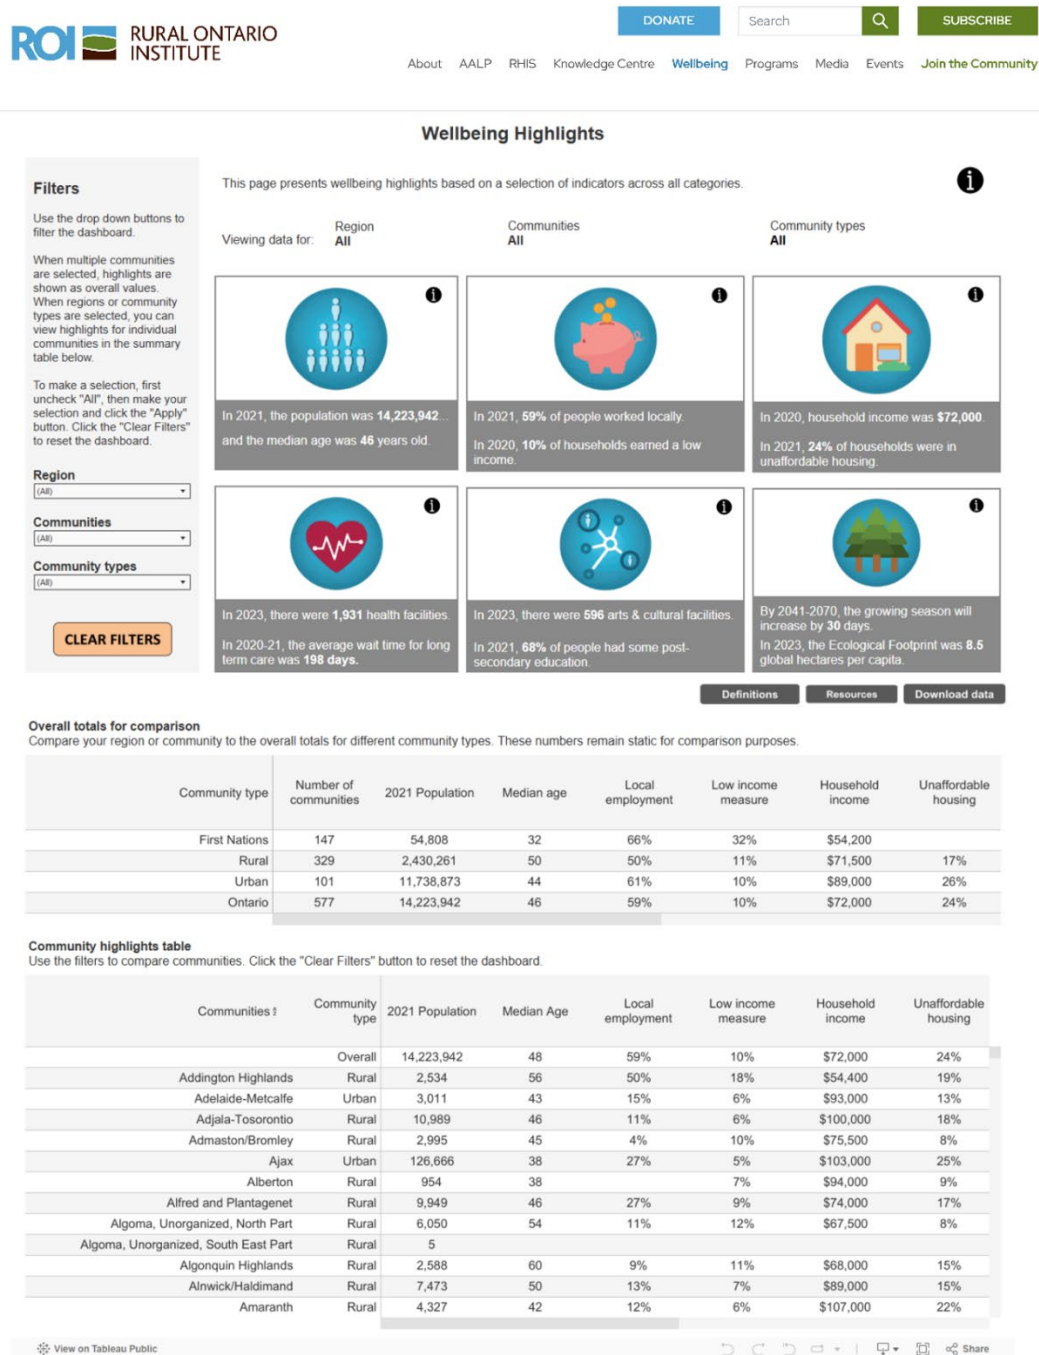 ROI RURAL ONTARIO
INSTITUTE
DONATE Search SUBSCRIBE
About AALP RHIS Knowledge Centre Wellbeing Programs Media Events Join the Community
Wellbeing Highlights
Filters
Use the drop down buttons to
filter the dashboard.
When multiple communities
are selected, highlights are
shown as overall values.
When regions or community
types are selected, you can
view highlights for individual
communities in the summary
table below.
To make a selection, first
uncheck "All", then make your
selection and click the "Apply"
button. Click the "Clear Filters"
to reset the dashboard.
Region
(All)
Communities
(All)
Community types
(All)
CLEAR FILTERS
This page presents wellbeing highlights based on a selection of indicators across all categories.
Viewing data for:
Region
All
Communities
All
Community types
All
In 2021, the population was 14,223,942...
and the median age was 46 years old.
In 2021, 59% of people worked locally.
In 2020, 10% of households earned a low
income.
In 2020, household income was $72,000.
In 2021, 24% of households were in
unaffordable housing.
In 2023, there were 1,931 health facilities.
In 2020-21, the average wait time for long
term care was 198 days.
In 2023, there were 596 arts & cultural facilities.
In 2021, 68% of people had some post-
secondary education.
By 2041-2070, the growing season will
increase by 30 days.
In 2023, the Ecological Footprint was 8.5
global hectares per capita.
Definitions Resources Download data
Overall totals for comparison
Compare your region or community to the overall totals for different community types. These numbers remain static for comparison purposes.
Community type Number of communities 2021 Population Median age Local employment Low income measure Household income Unaffordable housing
First Nations 147 54,808 32 66% 32% $54,200
Rural 329 2,430,261 50 50% 11% $71,500 17%
Urban 101 11,738,873 44 61% 10% $89,000 26%
Ontario 577 14,223,942 46 59% 10% $72,000 24%
Community highlights table
Use the filters to compare communities. Click the "Clear Filters" button to reset the dashboard.
Communities Community type 2021 Population Median Age Local employment Low income measure Household income Unaffordable housing
Overall 14,223,942 48 59% 10% $72,000 24%
Addington Highlands Rural 2,534 56 50% 18% $54,400 19%
Adelaide-Metcalfe Urban 3,011 43 15% 6% $93,000 13%
Adjala-Tosorontio Rural 10,989 46 11% 6% $100,000 18%
Admaston/Bromley Rural 2,995 45 4% 10% $75,500 8%
Ajax Urban 126,666 38 27% 5% $103,000 25%
Alberton Rural 954 38 7% $94,000 9%
Alfred and Plantagenet Rural 9,949 46 27% 9% $74,000 17%
Algoma, Unorganized, North Part Rural 6,050 54 11% 12% $67,500 8%
Algoma, Unorganized, South East Part Rural 5
Algonquin Highlands Rural 2,588 60 9% 11% $68,000 15%
Alnwick/Haldimand Rural 7,473 50 13% 7% $89,000 15%
Amaranth Rural 4,327 42 12% 6% $107,000 22%
View on Tableau Public Share